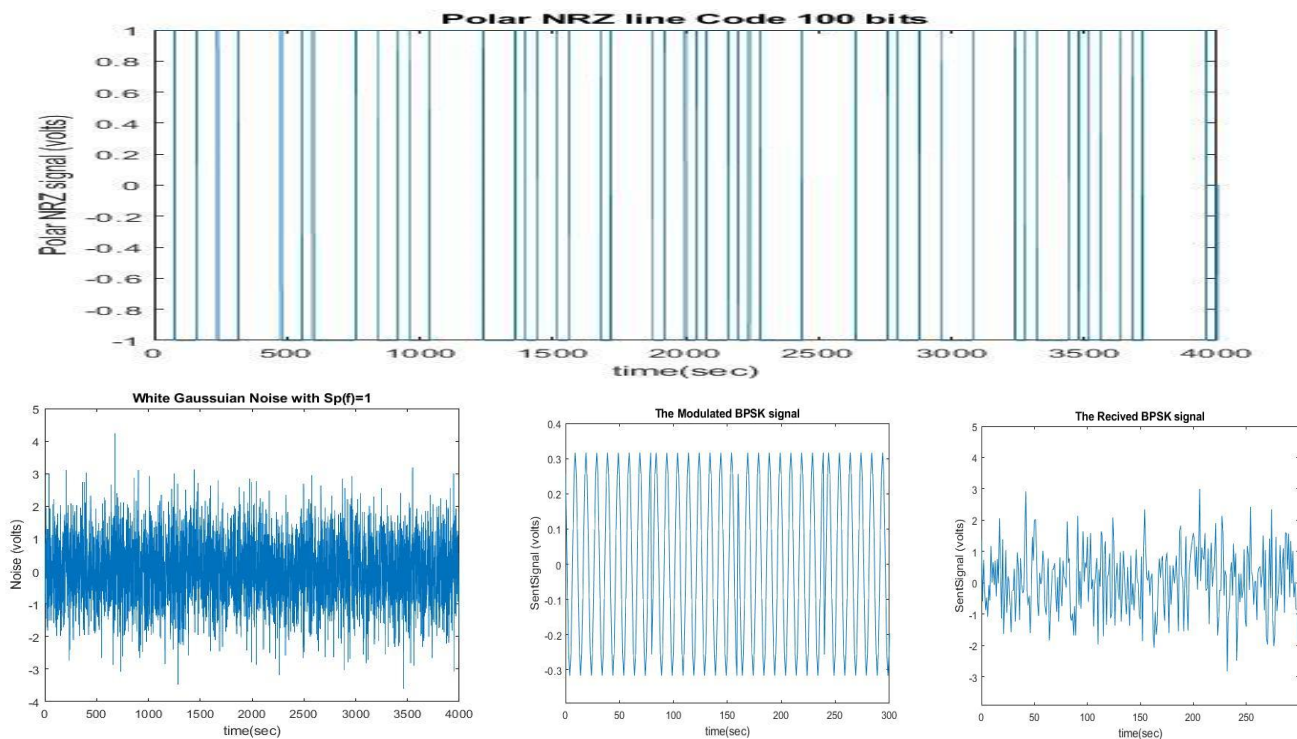 Polar NRZ line Code 100 bits
Polar NRZ signal (volts)
1
0.8
0.6
0.4
0.2
0
-0.2
-0.4
-0.6
-0.8
-1
0 500 1000 1500 2000 2500 3000 3500 4000
time(sec)
White Gaussuian Noise with Sp(f)=1
Noise (volts)
5
4
3
2
1
0
-1
-2
-3
-4
0 500 1000 1500 2000 2500 3000 3500 4000
time(sec)
The Modulated BPSK signal
SentSignal (volts)
0.4
0.3
0.2
0.1
0
-0.1
-0.2
-0.3
0 50 100 150 200 250 300
time(sec)
The Recived BPSK signal
SentSignal (volts)
5
4
3
2
1
0
-1
-2
-3
0 50 100 150 200 250
time(sec)